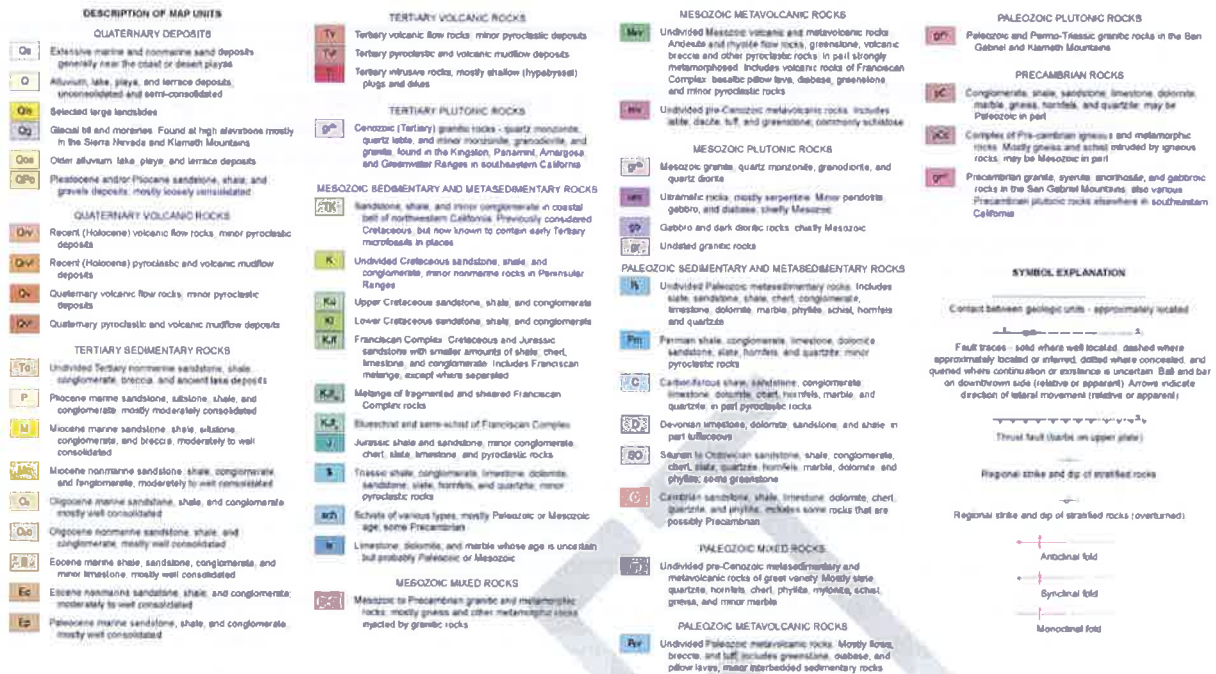 DESCRIPTION OF MAP UNITS
QUATERNARY DEPOSITS
Qs Extensive marine and nonmarine sand deposits
generally near the coast or desert playas
Q Alluvium, lake, playa, and terrace deposits;
unconsolidated and semi-consolidated
Qls Selected large landslides
Qg Glacial till and moraines. Found at high elevations mostly
in the Sierra Nevada and Klamath Mountains
Qoa Older alluvium, lake, playa, and terrace deposits
QPc Pleistocene and/or Pliocene sandstone, shale, and
gravels deposits; mostly loosely consolidated
QUATERNARY VOLCANIC ROCKS
Qrv Recent (Holocene) volcanic flow rocks; minor pyroclastic
deposits
Recent (Holocene) pyroclastic and volcanic mudflow
deposits
Qv Quaternary volcanic flow rocks; minor pyroclastic
deposits
Quaternary pyroclastic and volcanic mudflow deposits
TERTIARY SEDIMENTARY ROCKS
Undivided Tertiary nonmarine sandstone, shale,
conglomerate, breccia, and ancient lake deposits
P Pliocene marine sandstone, siltstone, shale, and
conglomerate; mostly moderately consolidated
M Miocene marine sandstone, shale, siltstone,
conglomerate, and breccia; moderately to well
consolidated
Miocene nonmarine sandstone, shale, conglomerate,
and fanglomerate; moderately to well consolidated
Oligocene marine sandstone, shale, and conglomerate;
mostly well consolidated
Oligocene nonmarine sandstone, shale, and
conglomerate; mostly well consolidated
Eocene marine shale, sandstone, conglomerate, and
minor limestone; mostly well consolidated
Ec Eocene nonmarine sandstone, shale, and conglomerate;
moderately to well consolidated
Ep Paleocene marine sandstone, shale, and conglomerate;
mostly well consolidated
TERTIARY VOLCANIC ROCKS
Tv Tertiary volcanic flow rocks; minor pyroclastic deposits
Tertiary pyroclastic and volcanic mudflow deposits
Tertiary intrusive rocks; mostly shallow (hypabyssal)
plugs and dikes
TERTIARY PLUTONIC ROCKS
Cenozoic (Tertiary) granitic rocks - quartz monzonite,
quartz latite, and minor monzonite, granodiorite, and
granite; found in the Kingston, Panamint, Amargosa
and Greenwater Ranges in southeastern California
MESOZOIC SEDIMENTARY AND METASEDIMENTARY ROCKS
TK Sandstone, shale, and minor conglomerate in coastal
belt of northwestern California. Previously considered
Cretaceous, but now known to contain early Tertiary
microfossils in places
K Undivided Cretaceous sandstone, shale, and
conglomerate; minor nonmarine rocks in Peninsular
Ranges
Ku Upper Cretaceous sandstone, shale, and conglomerate
Kl Lower Cretaceous sandstone, shale, and conglomerate
KJf Franciscan Complex: Cretaceous and Jurassic
sandstone with smaller amounts of shale, chert,
limestone, and conglomerate. Includes Franciscan
melange, except where separated
Melange of fragmented and sheared Franciscan
Complex rocks
Blueschist and semi-schist of Franciscan Complex
J Jurassic shale and sandstone, minor conglomerate,
chert, slate, limestone, and pyroclastic rocks
Triassic shale, conglomerate, limestone, dolomite,
sandstone, slate, hornfels, and quartzite; minor
pyroclastic rocks
sch Schists of various types; mostly Paleozoic or Mesozoic
age; some Precambrian
ls Limestone, dolomite, and marble whose age is uncertain
but probably Paleozoic or Mesozoic
MESOZOIC MIXED ROCKS
Mesozoic to Precambrian granitic and metamorphic
rocks; mostly gneiss and other metamorphic rocks
injected by granitic rocks
MESOZOIC METAVOLCANIC ROCKS
Undivided Mesozoic volcanic and metavolcanic rocks.
Andesite and rhyolite flow rocks, greenstone, volcanic
breccia and other pyroclastic rocks. In part strongly
metamorphosed. Includes volcanic rocks of Franciscan
Complex: basaltic pillow lava, diabase, greenstone,
and minor pyroclastic rocks
Undivided pre-Cenozoic metavolcanic rocks. Includes
latite, dacite, tuff, and greenstone; commonly schistose
MESOZOIC PLUTONIC ROCKS
Mesozoic granite, quartz monzonite, granodiorite, and
quartz diorite
um Ultramafic rocks, mostly serpentine. Minor peridotite,
gabbro, and diabase; chiefly Mesozoic
gb Gabbro and dark dioritic rocks; chiefly Mesozoic
gr Undated granitic rocks
PALEOZOIC SEDIMENTARY AND METASEDIMENTARY ROCKS
Undivided Paleozoic metasedimentary rocks. Includes
slate, sandstone, shale, chert, conglomerate,
limestone, dolomite, marble, phyllite, schist, hornfels
and quartzite
Pm Permian shale, conglomerate, limestone, dolomite
sandstone, slate, hornfels, and quartzite; minor
pyroclastic rocks
C Carboniferous shale, sandstone, conglomerate,
limestone, dolomite, chert, hornfels, marble, and
quartzite; in part pyroclastic rocks
D Devonian limestone, dolomite, sandstone, and shale; in
part tuffaceous
SO Silurian to Ordovician sandstone, shale, conglomerate,
chert, slate, quartzite, hornfels, marble, dolomite and
phyllite; some greenstone
Cambrian sandstone, shale, limestone, dolomite, chert,
quartzite, and phyllite; includes some rocks that are
possibly Precambrian
PALEOZOIC MIXED ROCKS
Undivided pre-Cenozoic metasedimentary and
metavolcanic rocks of great variety. Mostly slate
quartzite, hornfels, chert, phyllite, mylonite, schist,
gneiss, and minor marble
PALEOZOIC METAVOLCANIC ROCKS
Undivided Paleozoic metavolcanic rocks. Mostly flows,
breccia, and tuff; includes greenstone, diabase, and
pillow lavas; minor interbedded sedimentary rocks
PALEOZOIC PLUTONIC ROCKS
Paleozoic and Permo-Triassic granitic rocks in the San
Gabriel and Klamath Mountains
PRECAMBRIAN ROCKS
Conglomerate, shale, sandstone, limestone, dolomite,
marble, gneiss, hornfels, and quartzite; may be
Paleozoic in part
Complex of Pre-cambrian igneous and metamorphic
rocks. Mostly gneiss and schist intruded by igneous
rocks; may be Mesozoic in part
Precambrian granite, syenite, anorthosite, and gabbroic
rocks in the San Gabriel Mountains; also various
Precambrian plutonic rocks elsewhere in southeastern
California
SYMBOL EXPLANATION
Contact between geologic units - approximately located
Fault traces - solid where well located, dashed where
approximately located or inferred, dotted where concealed, and
queried where continuation or existence is uncertain. Ball and bar
on downthrown side (relative or apparent). Arrows indicate
direction of lateral movement (relative or apparent)
Thrust fault (barbs on upper plate)
Regional strike and dip of stratified rocks
Regional strike and dip of stratified rocks (overturned)
Anticlinal fold
Synclinal fold
Monoclinal fold